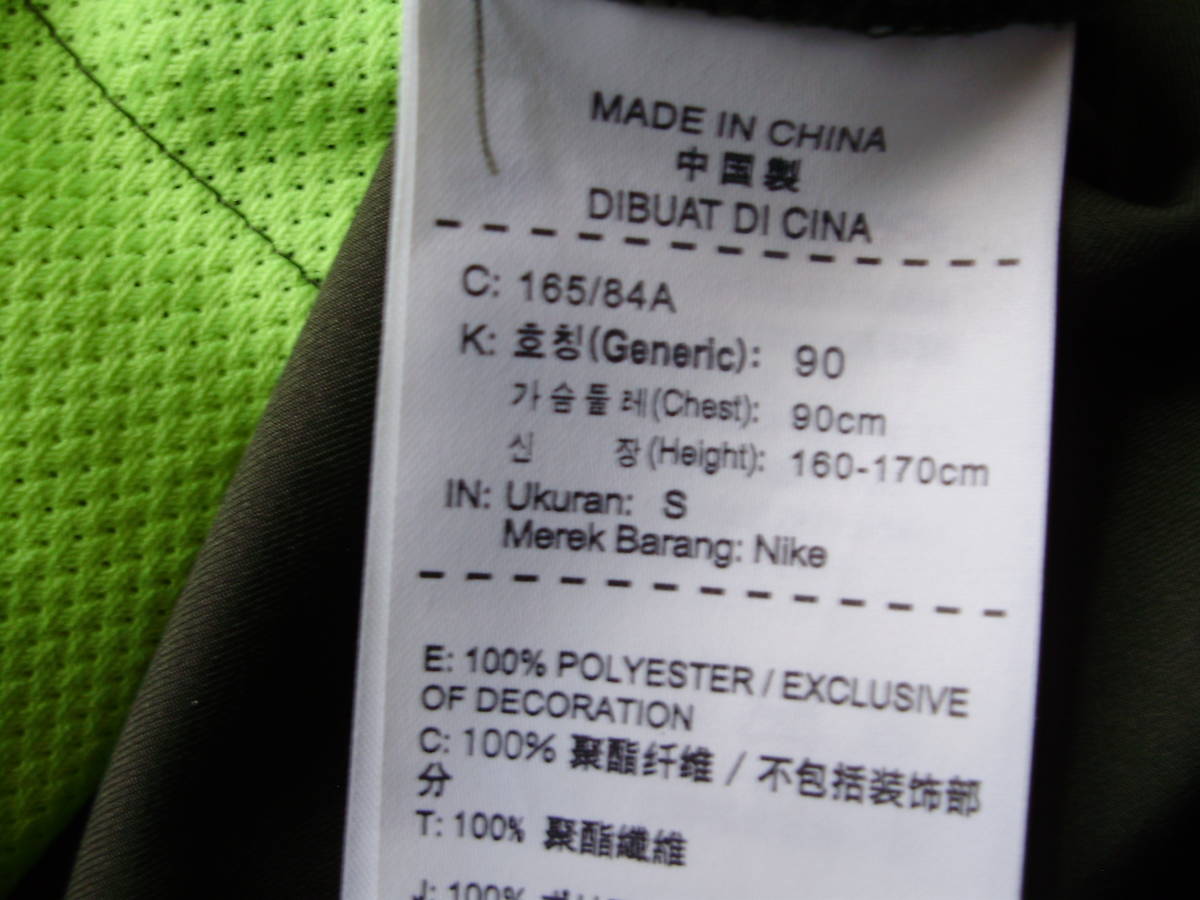 MADE IN CHINA
中国製
DIBUAT DI CINA
C: 165/84A
K: 호칭(Generic): 90
가슴둘레(Chest): 90cm
신 장(Height): 160-170cm
IN: Ukuran: S
Merek Barang: Nike
E: 100% POLYESTER / EXCLUSIVE
OF DECORATION
C: 100% 聚酯纤维 / 不包括装饰部
分
T: 100% 聚酯纖維
J: 100%